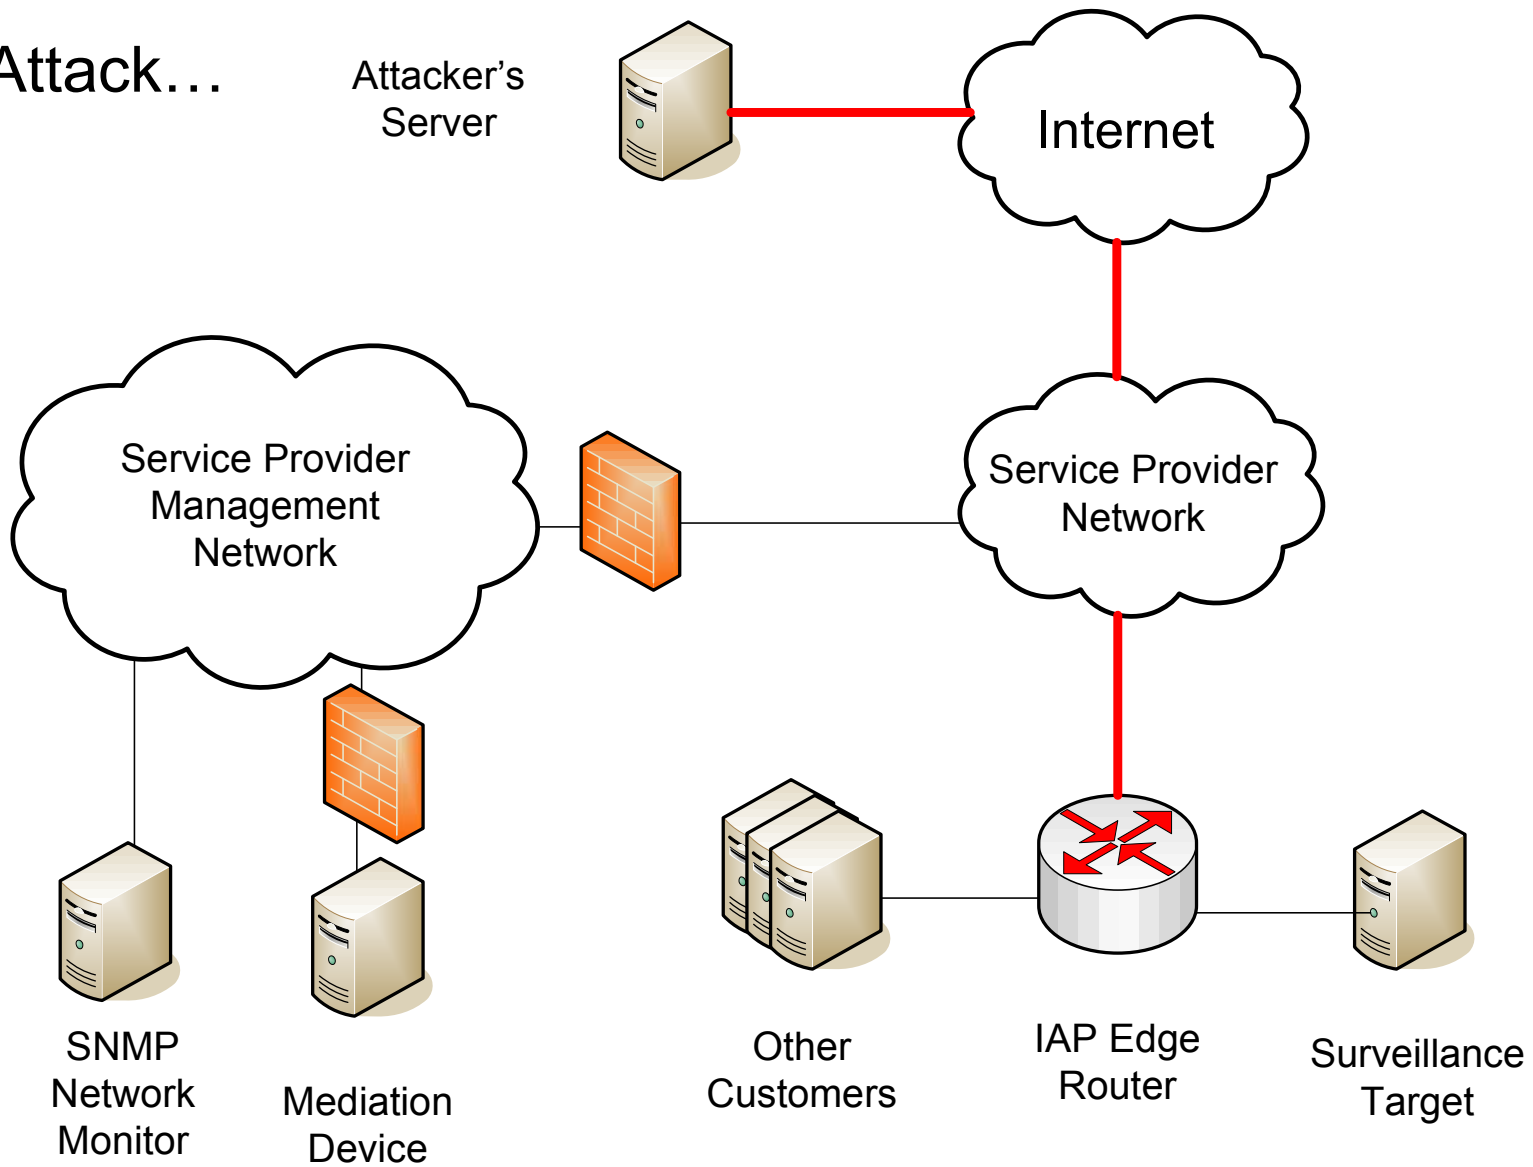 Attack…
Attacker's
Server
Internet
Service Provider
Management
Network
Service Provider
Network
SNMP
Network
Monitor
Mediation
Device
Other
Customers
IAP Edge
Router
Surveillance
Target